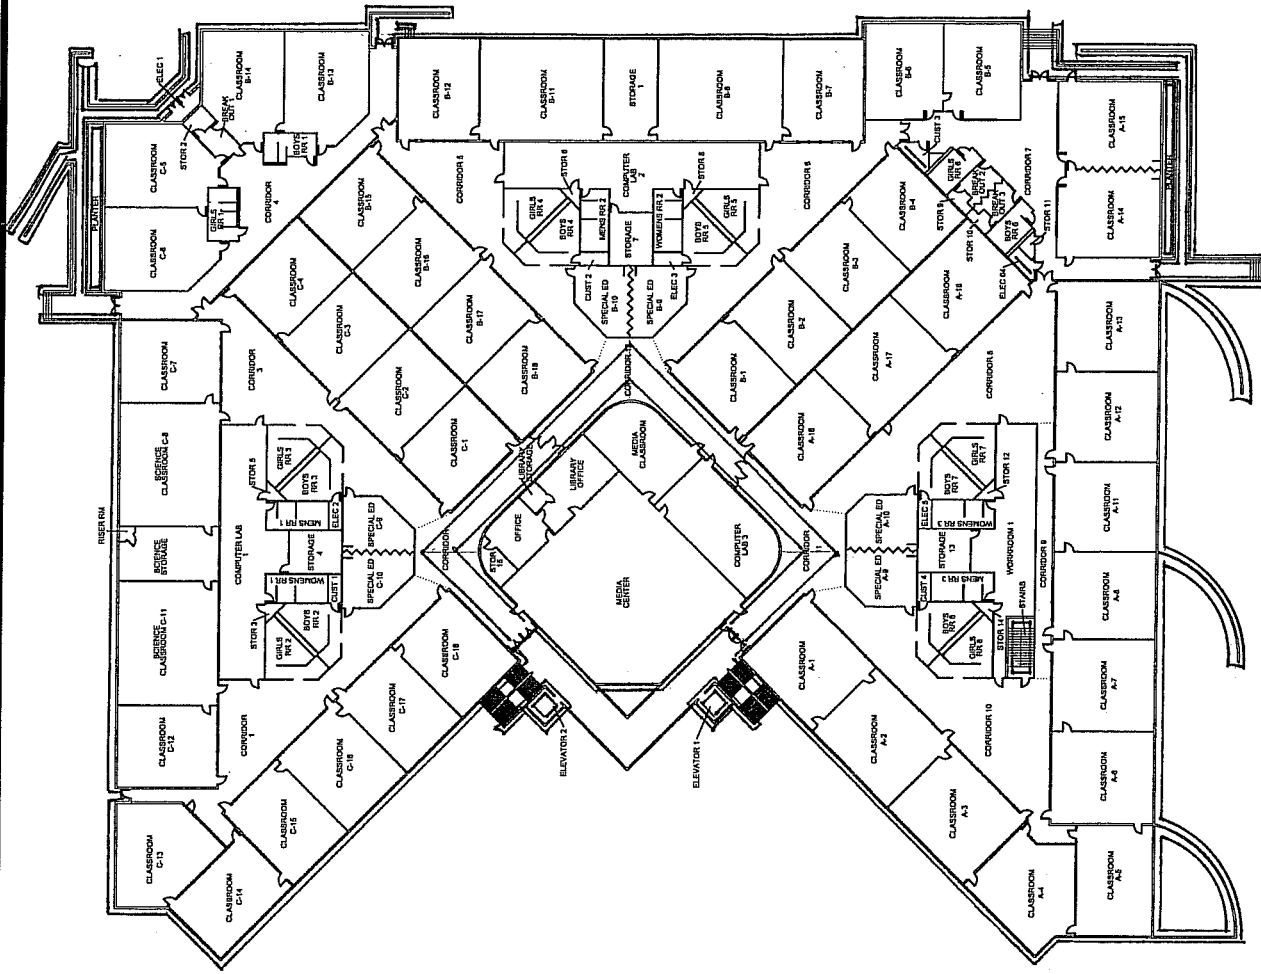 ELEC 1
CLASSROOM
B-14
CLASSROOM
B-13
BREAK
OUT 1
STOR 2
BOYS
RR 1
PLANTER
CLASSROOM
C-5
CLASSROOM
C-6
GIRLS
RR 1
CORRIDOR
4
CLASSROOM
B-12
CLASSROOM
B-11
STORAGE
1
CLASSROOM
B-8
CLASSROOM
B-7
CLASSROOM
B-6
CLASSROOM
B-5
CUST 3
CLASSROOM
A-15
CLASSROOM
A-14
PLANTER
CORRIDOR 7
GIRLS
RR 6
BREAK
OUT 2
BREAK
OUT 3
BOYS
RR 6
STOR 9
STOR 10
STOR 11
ELEC 64
CORRIDOR 5
STOR 6
COMPUTER
LAB
2
STOR 8
GIRLS
RR 4
BOYS
RR 4
MENS RR 2
STORAGE
7
WOMENS RR 2
BOYS
RR 5
GIRLS
RR 5
CUST 2
ELEC 3
SPECIAL ED
B-10
SPECIAL ED
B-9
CORRIDOR 6
CLASSROOM
B-15
CLASSROOM
B-16
CLASSROOM
B-17
CLASSROOM
B-18
CLASSROOM
C-4
CLASSROOM
C-3
CLASSROOM
C-2
CLASSROOM
C-1
CLASSROOM
B-4
CLASSROOM
B-3
CLASSROOM
B-2
CLASSROOM
B-1
CLASSROOM
A-18
CLASSROOM
A-17
CLASSROOM
A-16
CORRIDOR
3
CORRIDOR 8
CLASSROOM
C-7
SCIENCE
CLASSROOM C-8
RISER RM
SCIENCE
STORAGE
SCIENCE
CLASSROOM C-11
CLASSROOM
C-12
CLASSROOM
C-13
CLASSROOM
C-14
CLASSROOM
C-15
CLASSROOM
C-16
CLASSROOM
C-17
CLASSROOM
C-18
CORRIDOR
1
COMPUTER LAB
1
STOR 5
GIRLS
RR 3
BOYS
RR 3
MENS RR 1
ELEC 2
STORAGE
4
WOMENS RR 1
CUST 1
STOR 3
GIRLS
RR 2
BOYS
RR 2
SPECIAL ED
C-9
SPECIAL ED
C-10
CORRIDOR
CORRIDOR
LIBRARY
STORAGE
LIBRARY
OFFICE
MEDIA
CLASSROOM
OFFICE
STOR
15
MEDIA
CENTER
COMPUTER
LAB 3
CORRIDOR
11
SPECIAL ED
A-10
SPECIAL ED
A-9
ELEC 5
WOMENS RR 3
STORAGE
13
CUST 4
MENS RR 3
BOYS
RR 7
GIRLS
RR 7
STOR 12
BOYS
RR 8
GIRLS
RR 8
STOR 14
WORKROOM 1
STAIRS
CORRIDOR 9
CORRIDOR 10
CLASSROOM
A-13
CLASSROOM
A-12
CLASSROOM
A-11
CLASSROOM
A-8
CLASSROOM
A-7
CLASSROOM
A-6
CLASSROOM
A-5
CLASSROOM
A-4
CLASSROOM
A-3
CLASSROOM
A-2
CLASSROOM
A-1
ELEVATOR 2
ELEVATOR 1